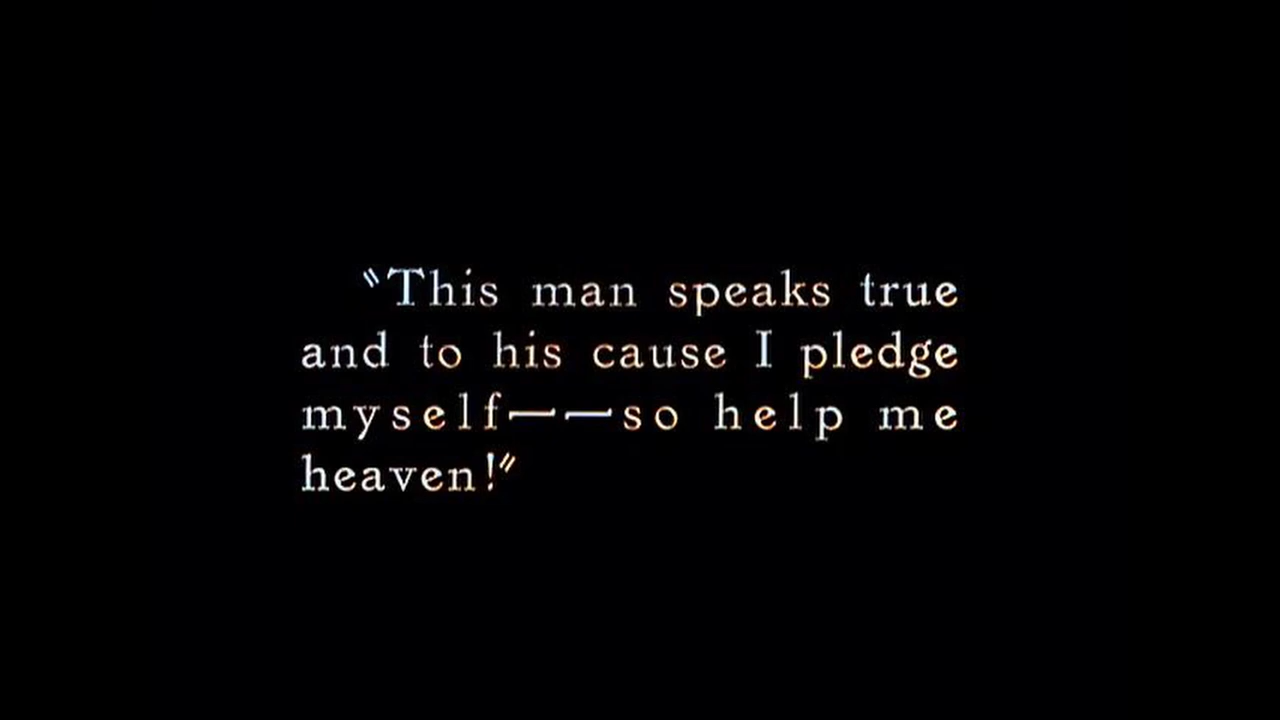 "This man speaks true
and to his cause I pledge
myself——so help me
heaven!"